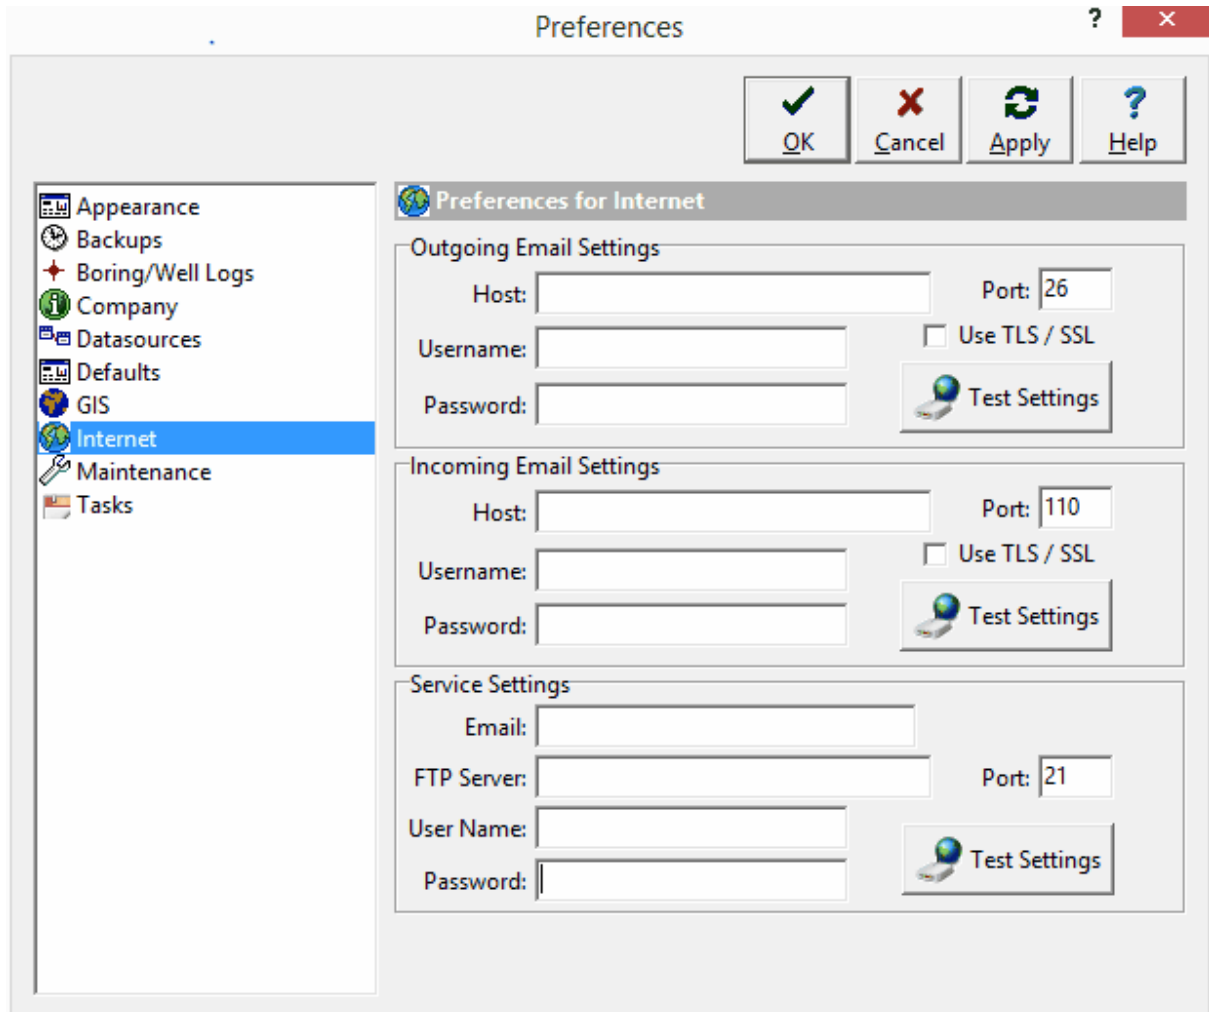 Preferences
?
OK
Cancel
Apply
Help
Appearance
Backups
Boring/Well Logs
Company
Datasources
Defaults
GIS
Internet
Maintenance
Tasks
Preferences for Internet
Outgoing Email Settings
Host:
Port: 26
Username:
Use TLS / SSL
Password:
Test Settings
Incoming Email Settings
Host:
Port: 110
Username:
Use TLS / SSL
Password:
Test Settings
Service Settings
Email:
FTP Server:
Port: 21
User Name:
Password:
Test Settings